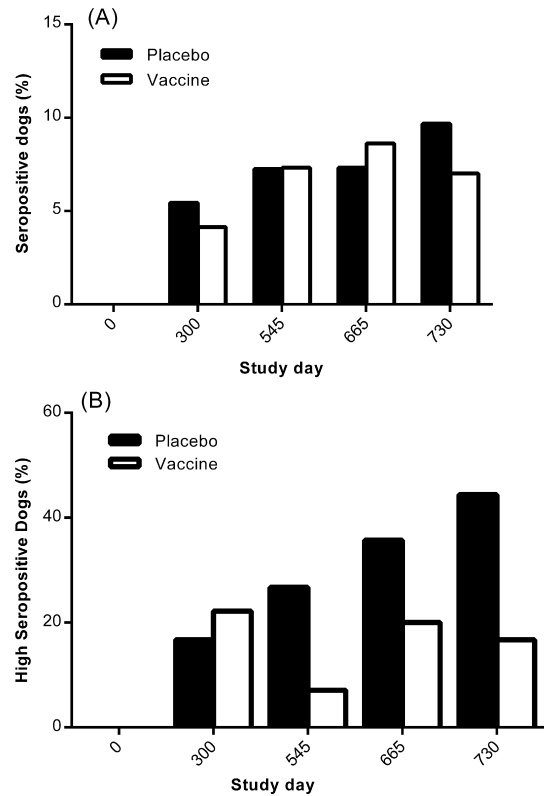 (A)
15
10
5
0
Seropositive dogs (%)
Placebo
Vaccine
0 300 545 665 730
Study day
(B)
60
40
20
0
High Seropositive Dogs (%)
Placebo
Vaccine
0 300 545 665 730
Study day